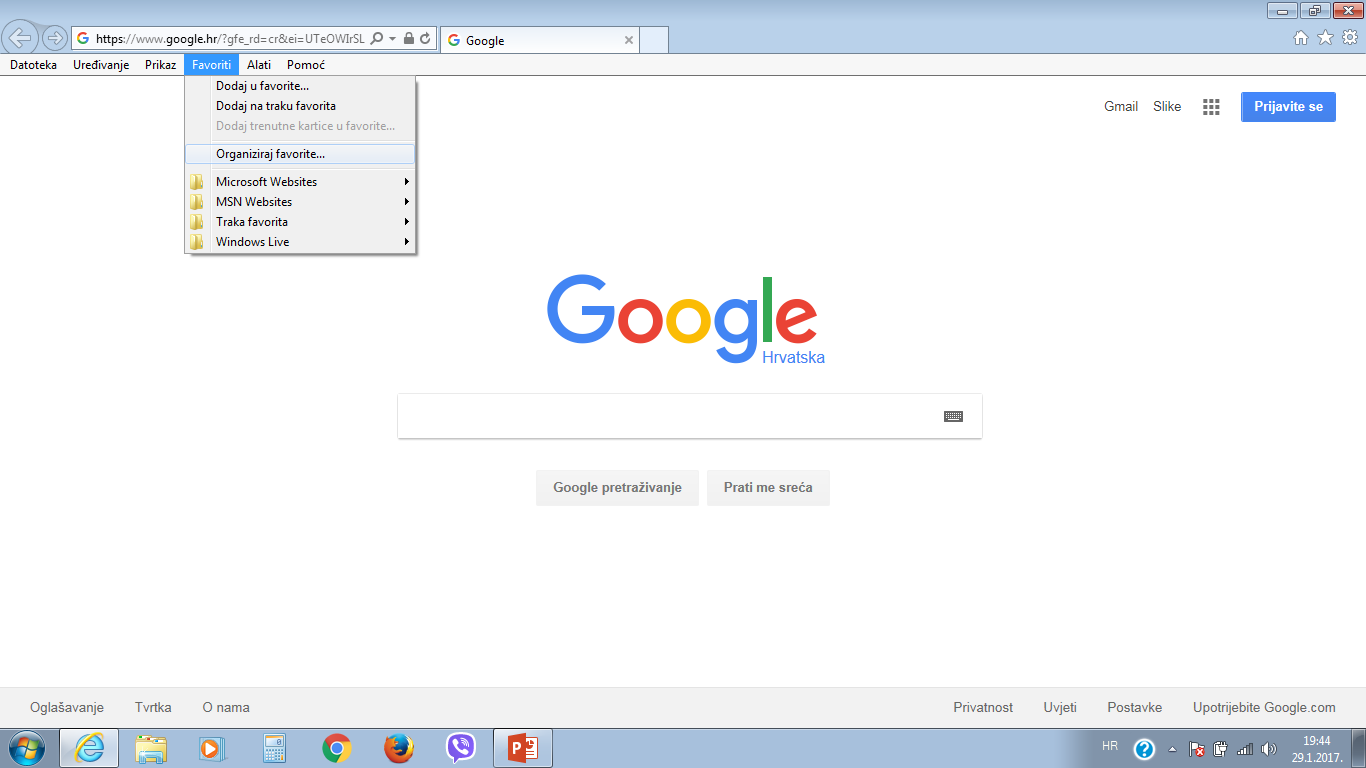 https://www.google.hr/?gfe_rd=cr&ei=UTeOWIrSL
Google
Datoteka Uređivanje Prikaz Favoriti Alati Pomoć
Dodaj u favorite...
Dodaj na traku favorita
Dodaj trenutne kartice u favorite...
Organiziraj favorite...
Microsoft Websites
MSN Websites
Traka favorita
Windows Live
Gmail Slike Prijavite se
Google
Hrvatska
Google pretraživanje Prati me sreća
Oglašavanje Tvrtka O nama Privatnost Uvjeti Postavke Upotrijebite Google.com
HR
19:44
29.1.2017.